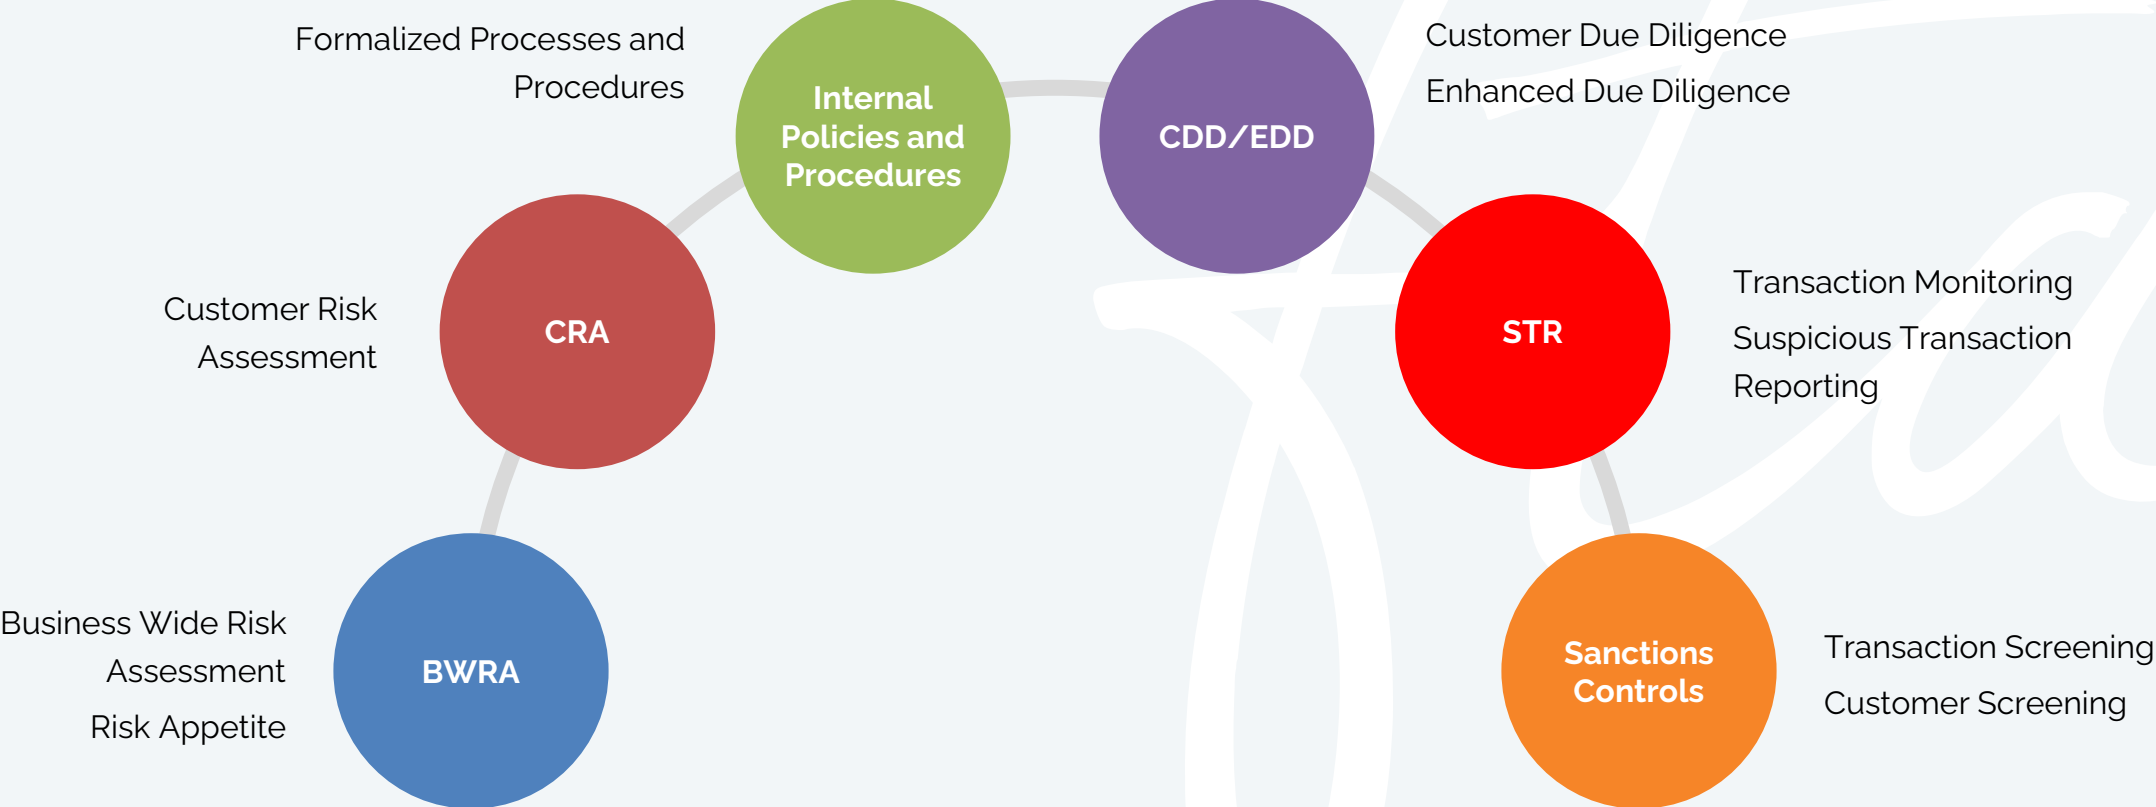 Formalized Processes and
Procedures
Internal
Policies and
Procedures
CDD/EDD
Customer Due Diligence
Enhanced Due Diligence
Customer Risk
Assessment
CRA
STR
Transaction Monitoring
Suspicious Transaction
Reporting
Business Wide Risk
Assessment
Risk Appetite
BWRA
Sanctions
Controls
Transaction Screening
Customer Screening